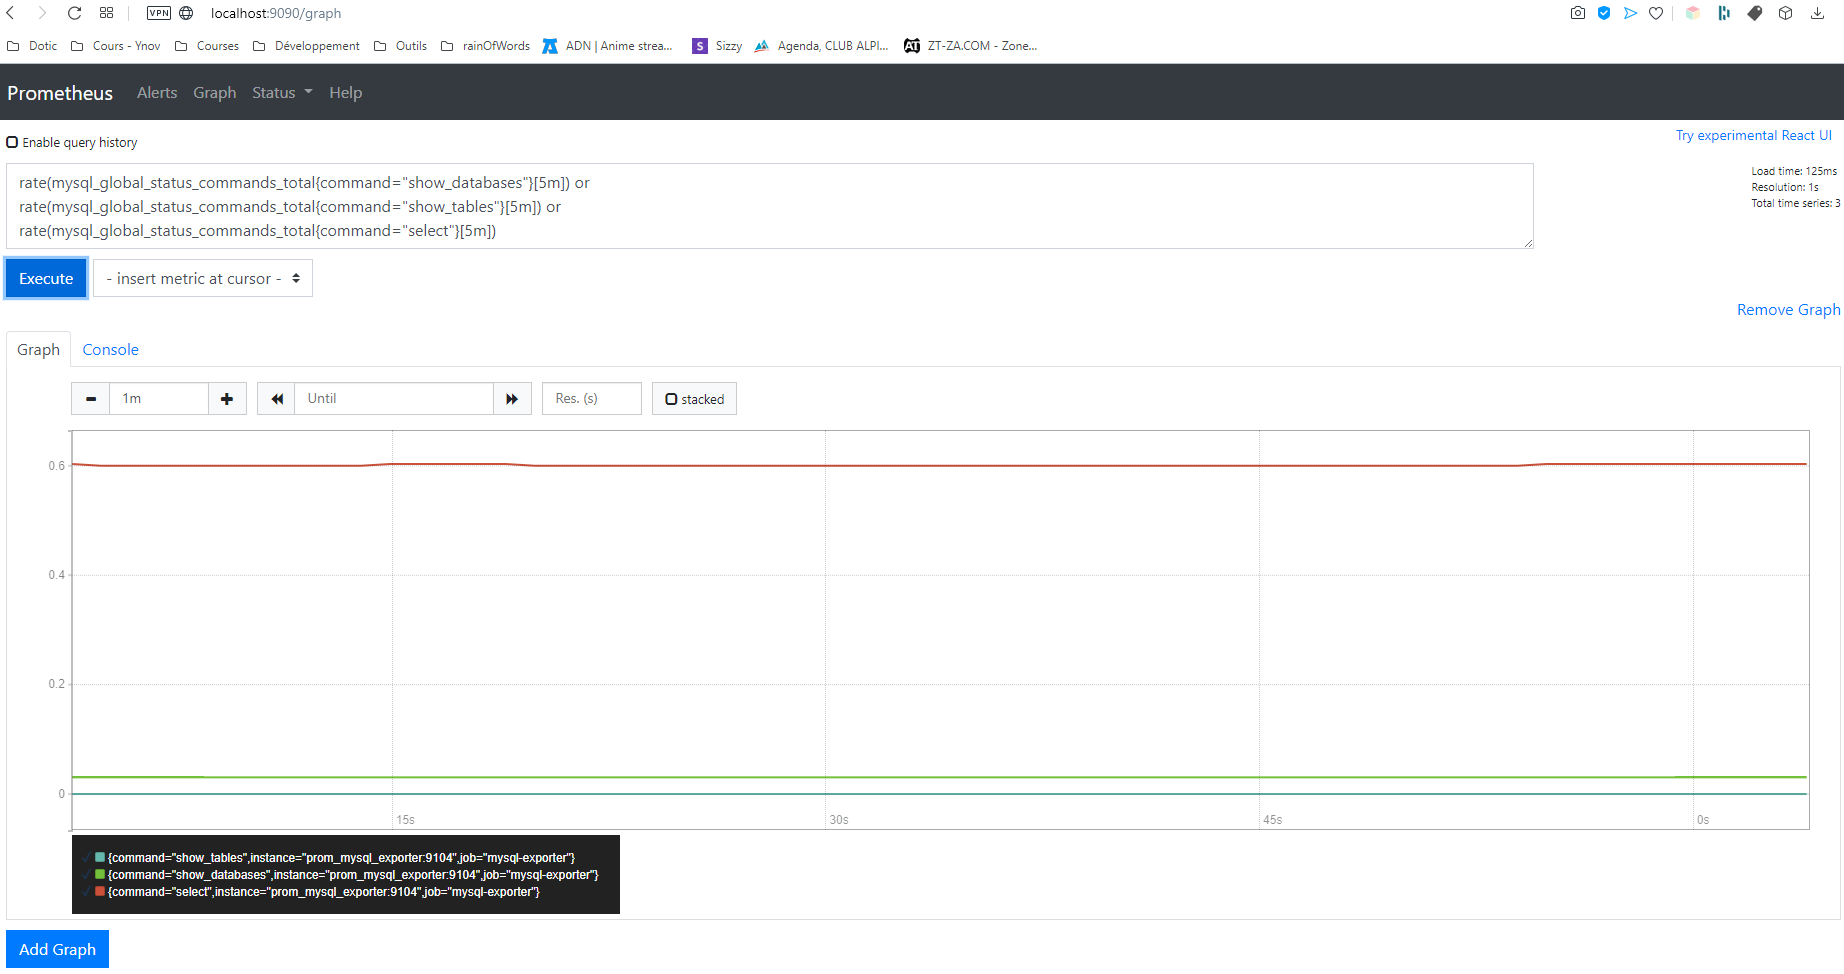 VPN localhost:9090/graph
Dotic Cours - Ynov Courses Développement Outils rainOfWords ADN | Anime strea... S Sizzy Agenda, CLUB ALPI... AT ZT-ZA.COM - Zone...
Prometheus Alerts Graph Status Help
Enable query history
Try experimental React UI
rate(mysql_global_status_commands_total{command="show_databases"}[5m]) or
rate(mysql_global_status_commands_total{command="show_tables"}[5m]) or
rate(mysql_global_status_commands_total{command="select"}[5m])
Load time: 125ms
Resolution: 1s
Total time series: 3
Execute - insert metric at cursor -
Remove Graph
Graph Console
1m Until Res. (s) stacked
0.6
0.4
0.2
0
15s 30s 45s 0s
{command="show_tables",instance="prom_mysql_exporter:9104",job="mysql-exporter"}
{command="show_databases",instance="prom_mysql_exporter:9104",job="mysql-exporter"}
{command="select",instance="prom_mysql_exporter:9104",job="mysql-exporter"}
Add Graph